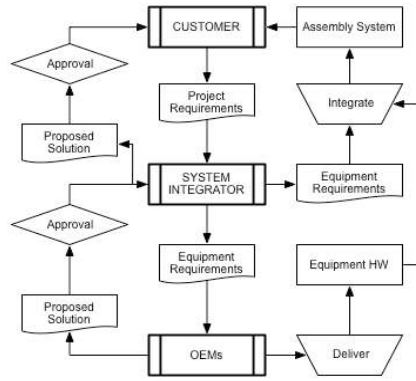 CUSTOMER
Assembly System
Approval
Project
Requirements
Integrate
Proposed
Solution
SYSTEM
INTEGRATOR
Equipment
Requirements
Approval
Equipment
Requirements
Equipment HW
Proposed
Solution
OEMs
Deliver